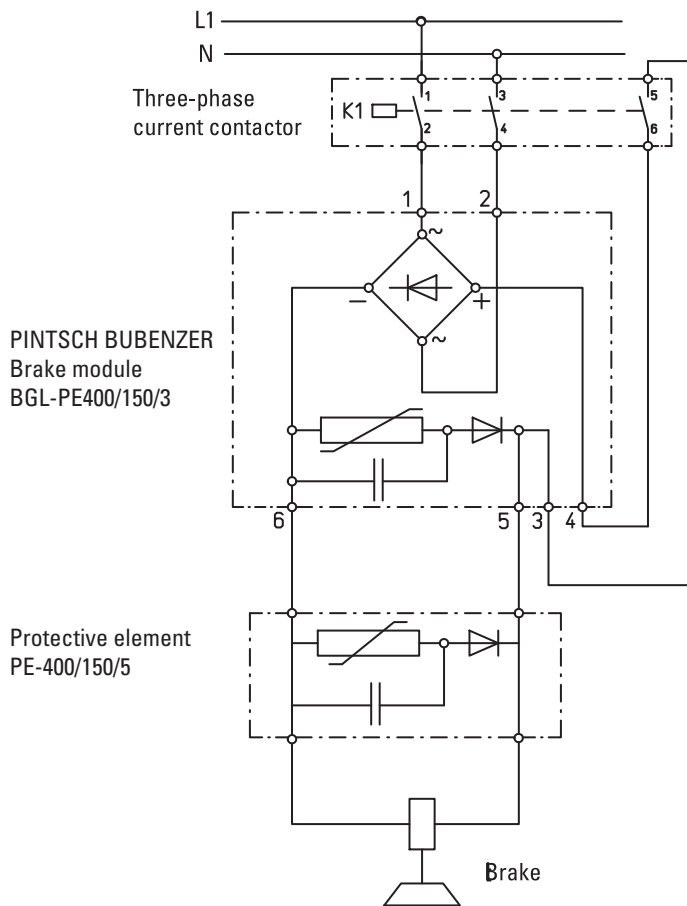 L1
N
Three-phase
current contactor
K1
1
3
5
2
4
6
1
2
~
− +
~
PINTSCH BUBENZER
Brake module
BGL-PE400/150/3
6
5
3
4
Protective element
PE-400/150/5
Brake